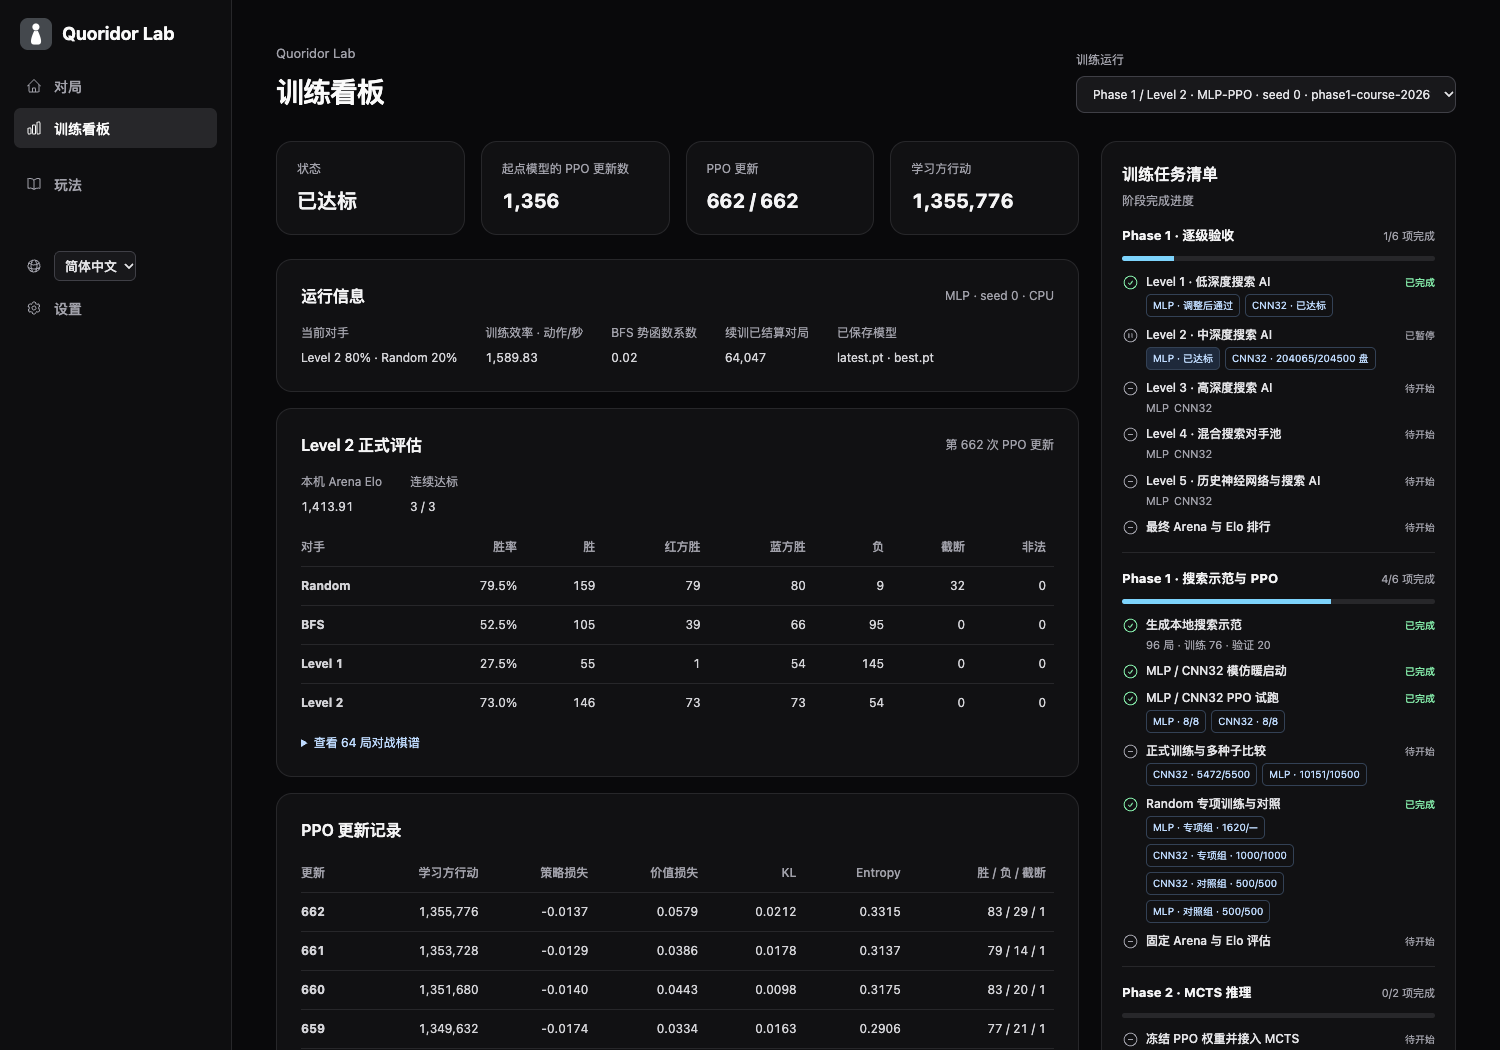 Quoridor Lab
对局
训练看板
玩法
简体中文
设置
Quoridor Lab
训练看板
训练运行
Phase 1 / Level 2 · MLP-PPO · seed 0 · phase1-course-2026
状态
已达标
起点模型的 PPO 更新数
1,356
PPO 更新
662 / 662
学习方行动
1,355,776
运行信息
MLP · seed 0 · CPU
当前对手 训练效率 · 动作/秒 BFS 势函数系数 续训已结算对局 已保存模型
Level 2 80% · Random 20% 1,589.83 0.02 64,047 latest.pt · best.pt
Level 2 正式评估
第 662 次 PPO 更新
本机 Arena Elo 连续达标
1,413.91 3 / 3
对手 胜率 胜 红方胜 蓝方胜 负 截断 非法
Random 79.5% 159 79 80 9 32 0
BFS 52.5% 105 39 66 95 0 0
Level 1 27.5% 55 1 54 145 0 0
Level 2 73.0% 146 73 73 54 0 0
查看 64 局对战棋谱
PPO 更新记录
更新 学习方行动 策略损失 价值损失 KL Entropy 胜 / 负 / 截断
662 1,355,776 -0.0137 0.0579 0.0212 0.3315 83 / 29 / 1
661 1,353,728 -0.0129 0.0386 0.0178 0.3137 79 / 14 / 1
660 1,351,680 -0.0140 0.0443 0.0098 0.3175 83 / 20 / 1
659 1,349,632 -0.0174 0.0334 0.0163 0.2906 77 / 21 / 1
训练任务清单
阶段完成进度
Phase 1 · 逐级验收 1/6 项完成
Level 1 · 低深度搜索 AI 已完成
MLP · 调整后通过 CNN32 · 已达标
Level 2 · 中深度搜索 AI 已暂停
MLP · 已达标 CNN32 · 204065/204500 盘
Level 3 · 高深度搜索 AI 待开始
MLP CNN32
Level 4 · 混合搜索对手池 待开始
MLP CNN32
Level 5 · 历史神经网络与搜索 AI 待开始
MLP CNN32
最终 Arena 与 Elo 排行 待开始
Phase 1 · 搜索示范与 PPO 4/6 项完成
生成本地搜索示范 已完成
96 局 · 训练 76 · 验证 20
MLP / CNN32 模仿暖启动 已完成
MLP / CNN32 PPO 试跑 已完成
MLP · 8/8 CNN32 · 8/8
正式训练与多种子比较 待开始
CNN32 · 5472/5500 MLP · 10151/10500
Random 专项训练与对照 已完成
MLP · 专项组 · 1620/—
CNN32 · 专项组 · 1000/1000
CNN32 · 对照组 · 500/500
MLP · 对照组 · 500/500
固定 Arena 与 Elo 评估 待开始
Phase 2 · MCTS 推理 0/2 项完成
冻结 PPO 权重并接入 MCTS 待开始